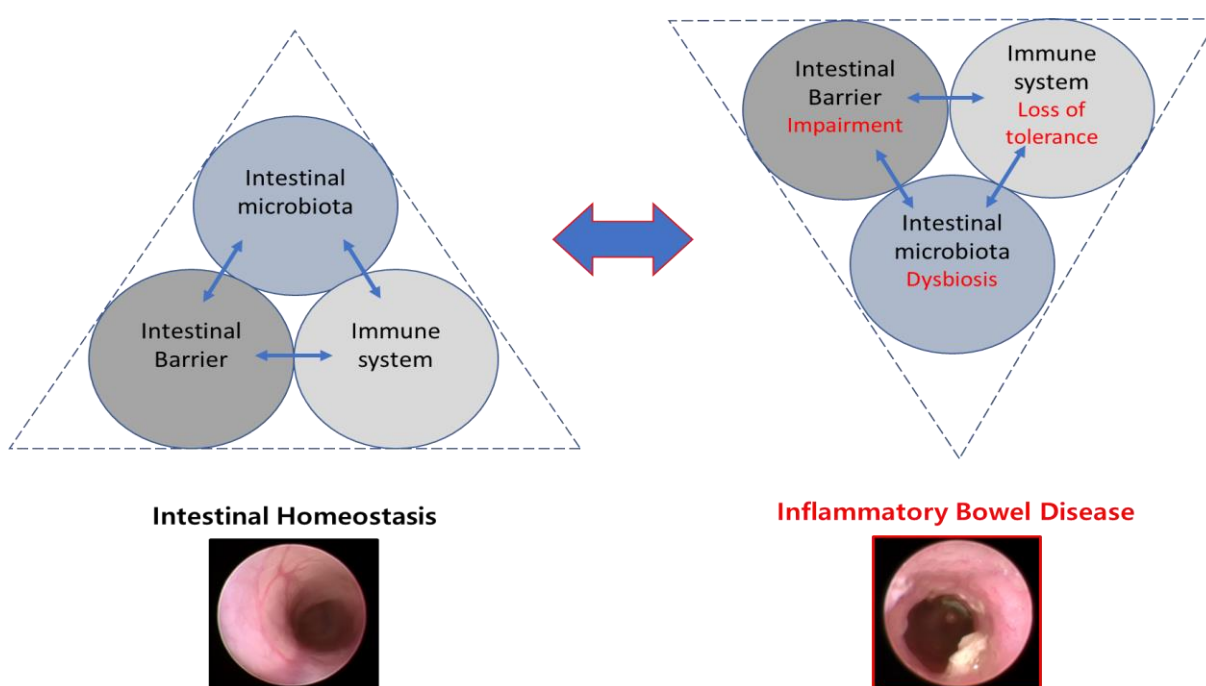 Intestinal
microbiota
Intestinal
Barrier
Immune
system
Intestinal Homeostasis
Intestinal
Barrier
Impairment
Immune
system
Loss of
tolerance
Intestinal
microbiota
Dysbiosis
Inflammatory Bowel Disease